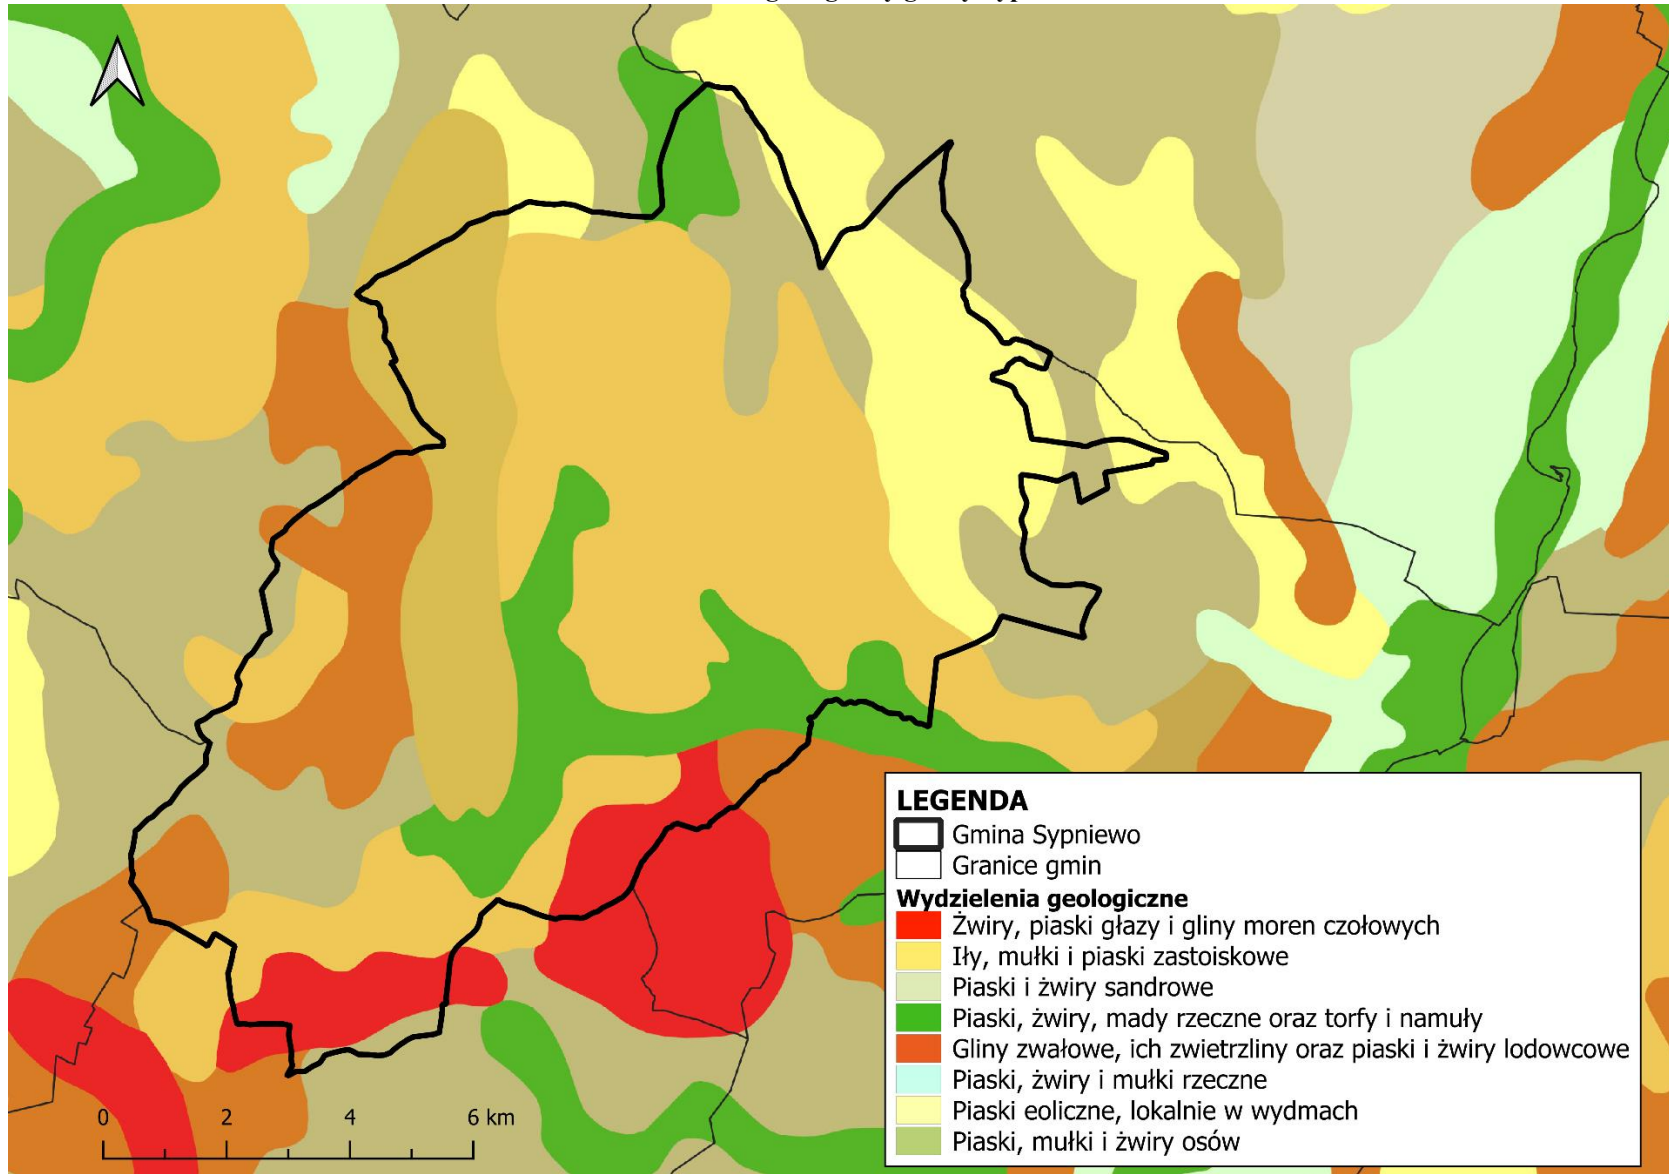 0 2 4 6 km
LEGENDA
Gmina Sypniewo
Granice gmin
Wydzielenia geologiczne
Żwiry, piaski głazy i gliny moren czołowych
Iły, mułki i piaski zastoiskowe
Piaski i żwiry sandrowe
Piaski, żwiry, mady rzeczne oraz torfy i namuły
Gliny zwałowe, ich zwietrzliny oraz piaski i żwiry lodowcowe
Piaski, żwiry i mułki rzeczne
Piaski eoliczne, lokalnie w wydmach
Piaski, mułki i żwiry osów